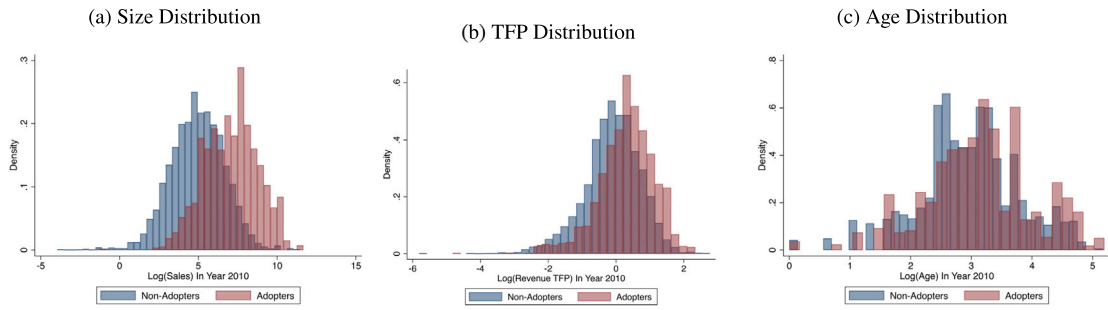 (a) Size Distribution
.3
.2
.1
0
Density
-5
0
5
10
15
Log(Sales) In Year 2010
Non-Adopters
Adopters
(b) TFP Distribution
.6
.4
.2
0
Density
-6
-4
-2
0
2
Log(Revenue TFP) In Year 2010
Non-Adopters
Adopters
(c) Age Distribution
.8
.6
.4
.2
0
Density
0
1
2
3
4
5
Log(Age) In Year 2010
Non-Adopters
Adopters